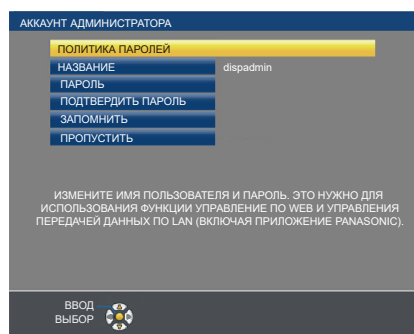 АККАУНТ АДМИНИСТРАТОРА
ПОЛИТИКА ПАРОЛЕЙ
НАЗВАНИЕ dispadmin
ПАРОЛЬ
ПОДТВЕРДИТЬ ПАРОЛЬ
ЗАПОМНИТЬ
ПРОПУСТИТЬ
ИЗМЕНИТЕ ИМЯ ПОЛЬЗОВАТЕЛЯ И ПАРОЛЬ. ЭТО НУЖНО ДЛЯ
ИСПОЛЬЗОВАНИЯ ФУНКЦИИ УПРАВЛЕНИЕ ПО WEB И УПРАВЛЕНИЯ
ПЕРЕДАЧЕЙ ДАННЫХ ПО LAN (ВКЛЮЧАЯ ПРИЛОЖЕНИЕ PANASONIC).
ВВОД
ВЫБОР